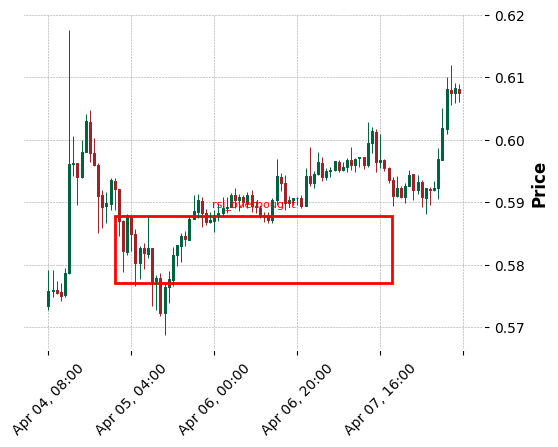 0.62
0.61
0.60
0.59
0.58
0.57
Price
rsi_overbought
Apr 04, 08:00
Apr 05, 04:00
Apr 06, 00:00
Apr 06, 20:00
Apr 07, 16:00